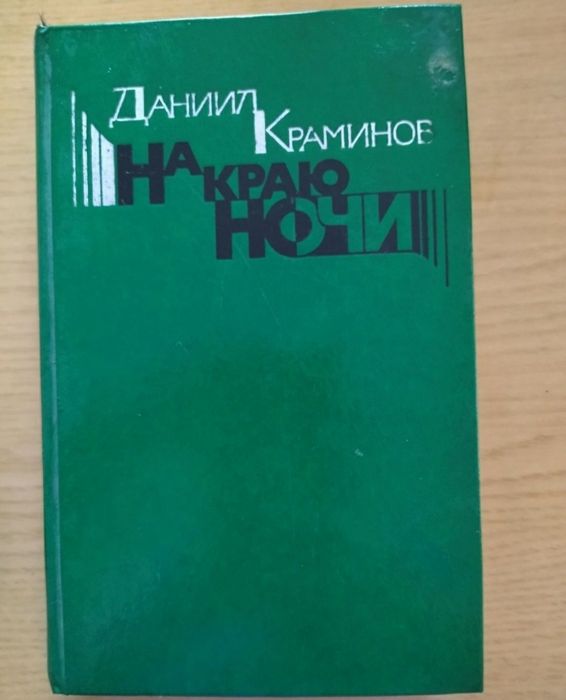 Даниил
Краминов
На краю
ночи